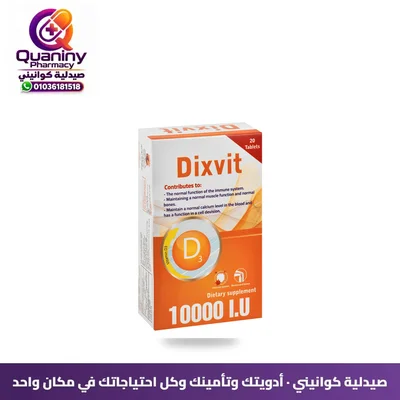 Quaniny
Pharmacy
صيدلية كوانيني
01036181518
20
Tablets
Dixvit
Contributes to:
- The normal function of the immune system.
- Maintaining a normal muscle function and normal
bones.
- Maintain a normal calcium level in the blood and
has a function in a cell devision.
D3
Dietary supplement
10000 I.U
صيدلية كوانيني · أدويتك وتأمينك وكل احتياجاتك في مكان واحد